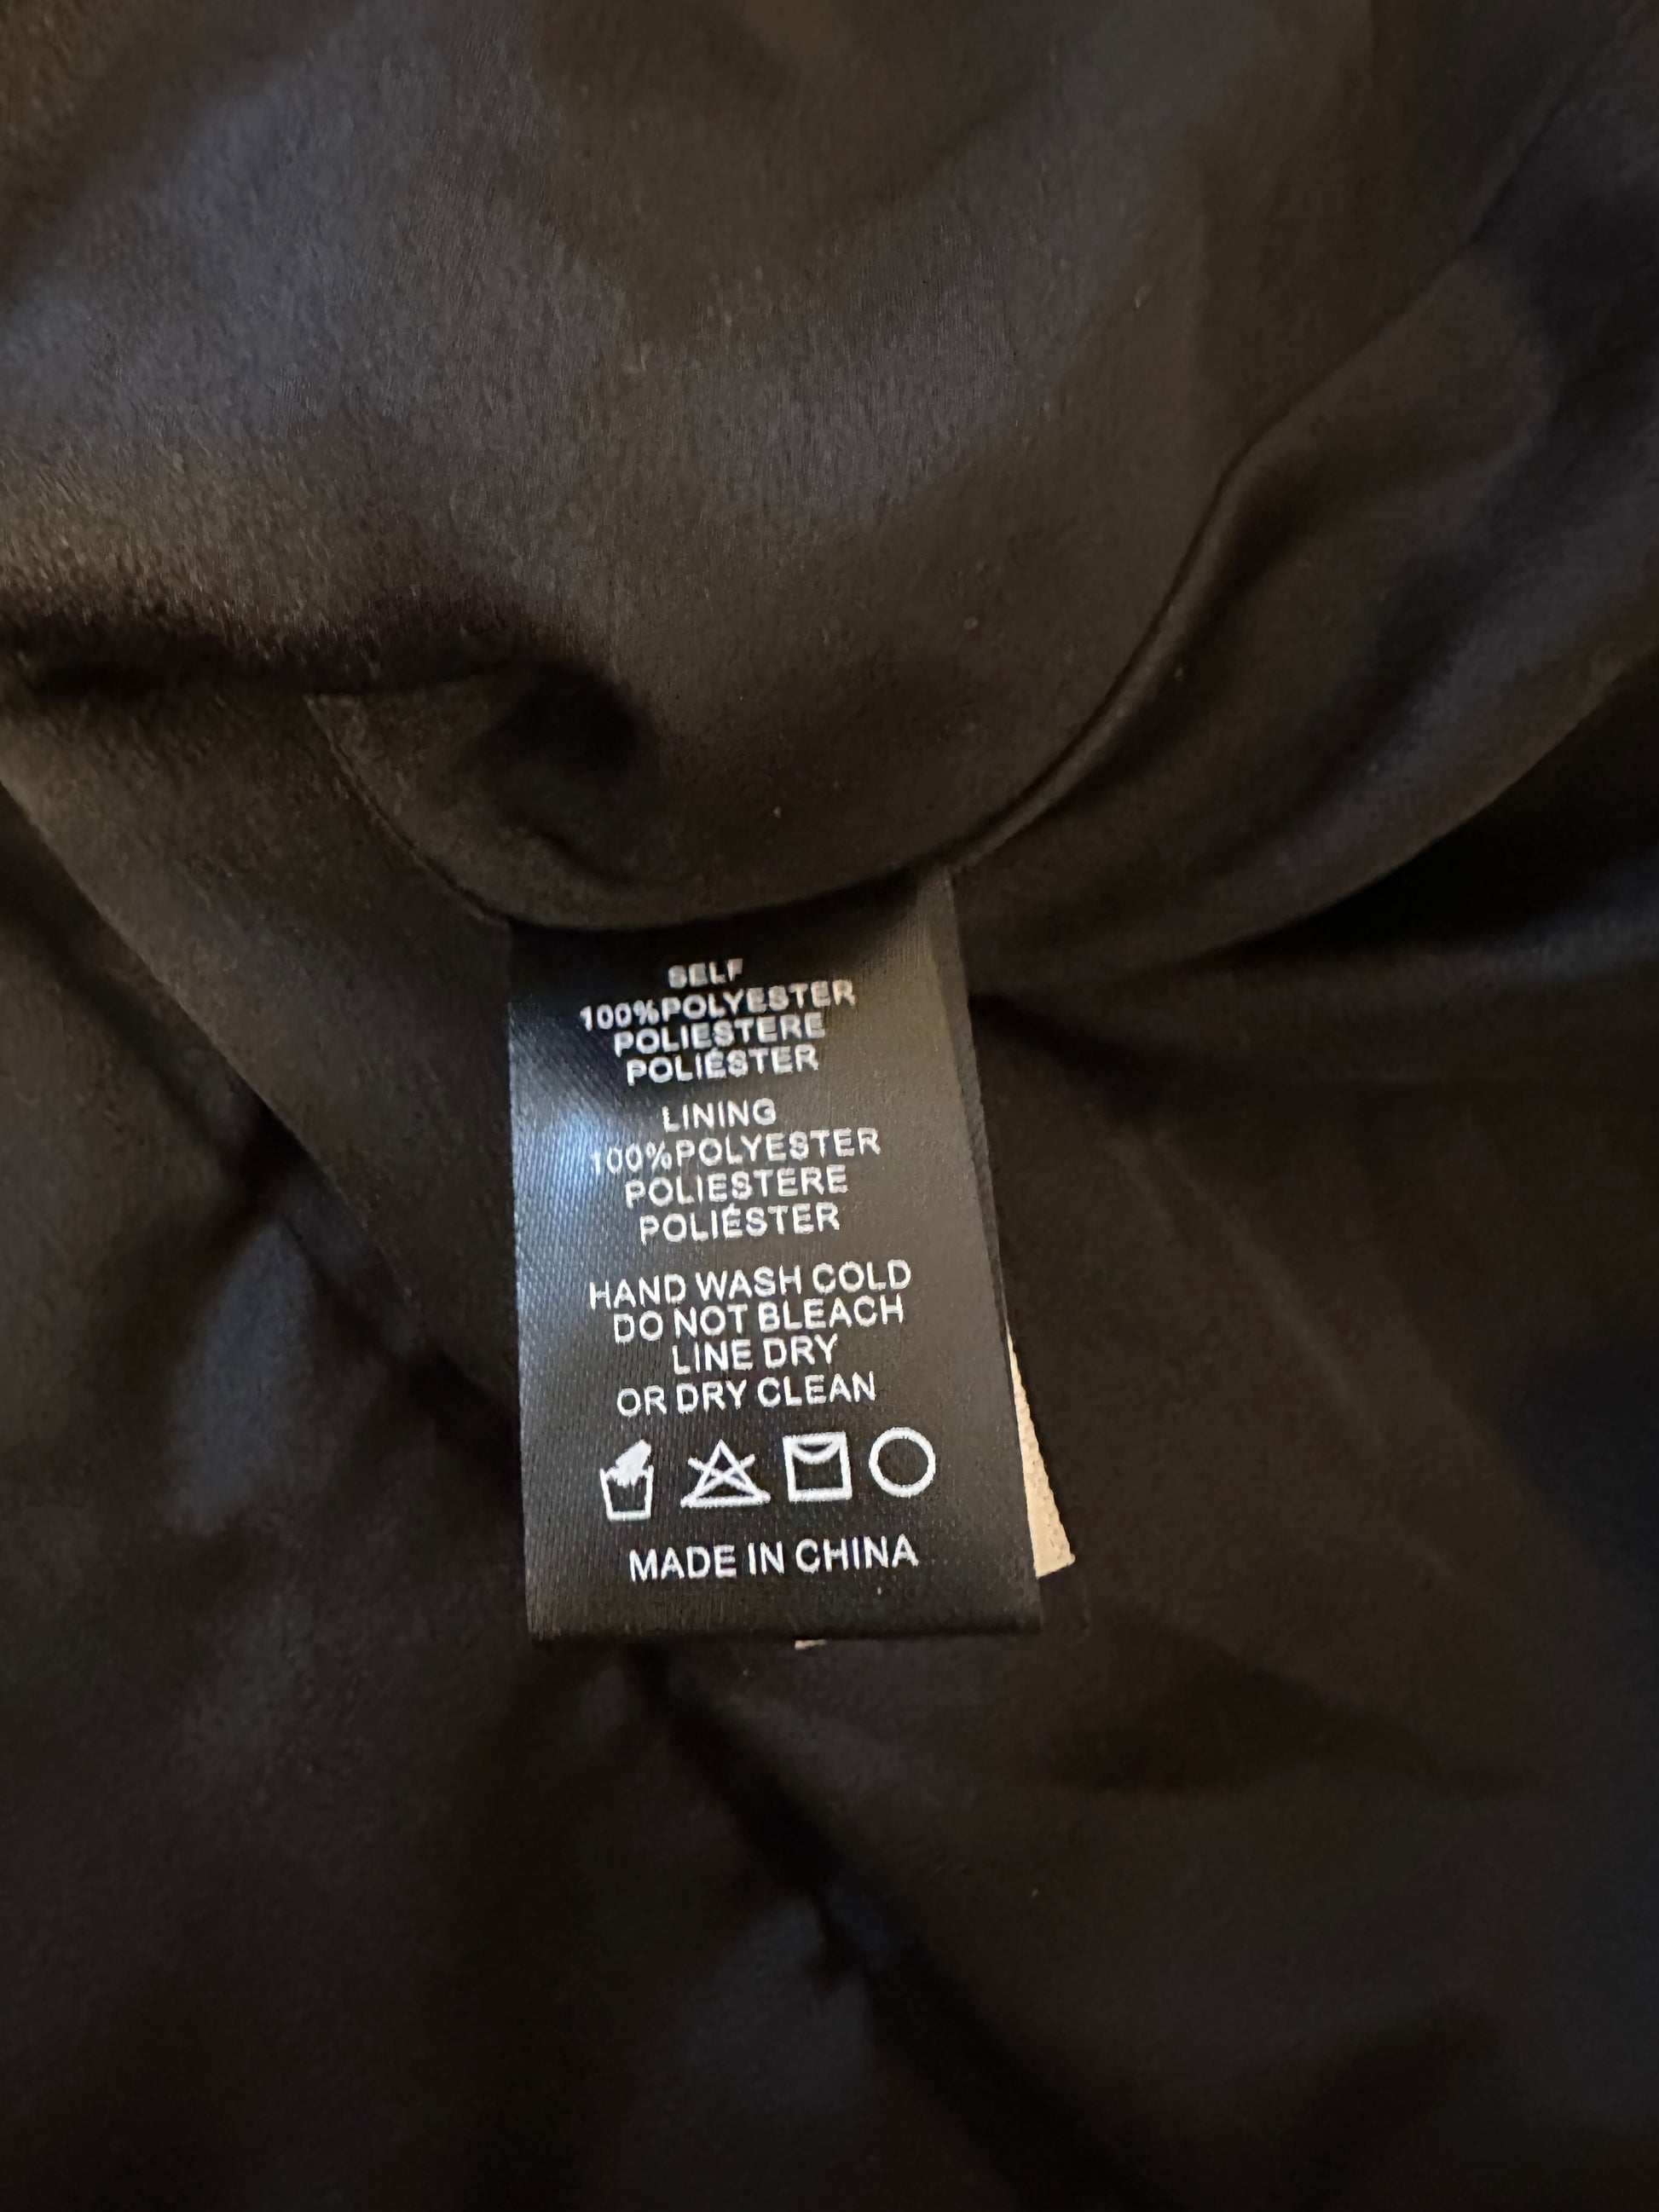 SELF
100%POLYESTER
POLIESTERE
POLIÉSTER
LINING
100%POLYESTER
POLIESTERE
POLIÉSTER
HAND WASH COLD
DO NOT BLEACH
LINE DRY
OR DRY CLEAN
MADE IN CHINA